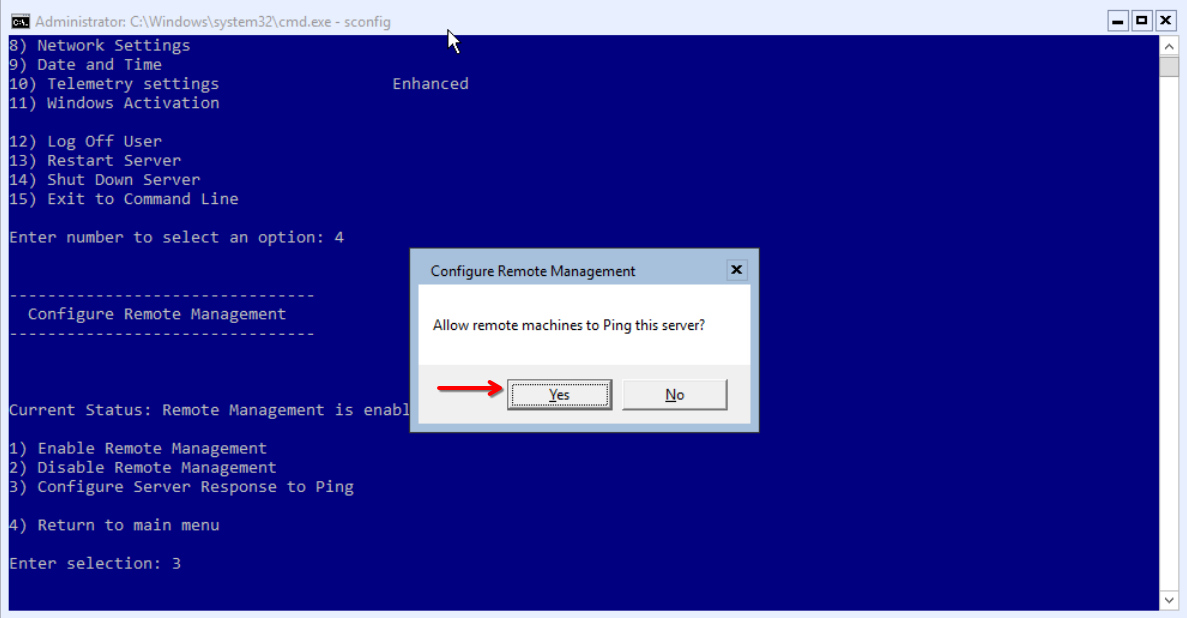 Administrator: C:\Windows\system32\cmd.exe - sconfig
8) Network Settings
9) Date and Time
10) Telemetry settings Enhanced
11) Windows Activation
12) Log Off User
13) Restart Server
14) Shut Down Server
15) Exit to Command Line
Enter number to select an option: 4
--------------------------------
Configure Remote Management
--------------------------------
Current Status: Remote Management is enabl
1) Enable Remote Management
2) Disable Remote Management
3) Configure Server Response to Ping
4) Return to main menu
Enter selection: 3
Configure Remote Management
Allow remote machines to Ping this server?
Yes No